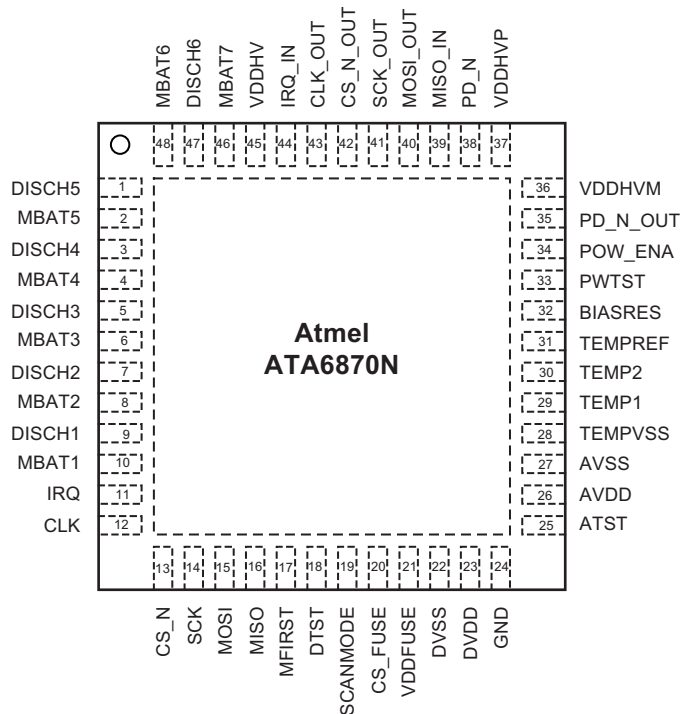 MBAT6
DISCH6
MBAT7
VDDHV
IRQ_IN
CLK_OUT
CS_N_OUT
SCK_OUT
MOSI_OUT
MISO_IN
PD_N
VDDHVP
48 47 46 45 44 43 42 41 40 39 38 37
DISCH5 1
MBAT5 2
DISCH4 3
MBAT4 4
DISCH3 5
MBAT3 6
DISCH2 7
MBAT2 8
DISCH1 9
MBAT1 10
IRQ 11
CLK 12
Atmel
ATA6870N
36 VDDHVM
35 PD_N_OUT
34 POW_ENA
33 PWTST
32 BIASRES
31 TEMPREF
30 TEMP2
29 TEMP1
28 TEMPVSS
27 AVSS
26 AVDD
25 ATST
13 14 15 16 17 18 19 20 21 22 23 24
CS_N
SCK
MOSI
MISO
MFIRST
DTST
SCANMODE
CS_FUSE
VDDFUSE
DVSS
DVDD
GND